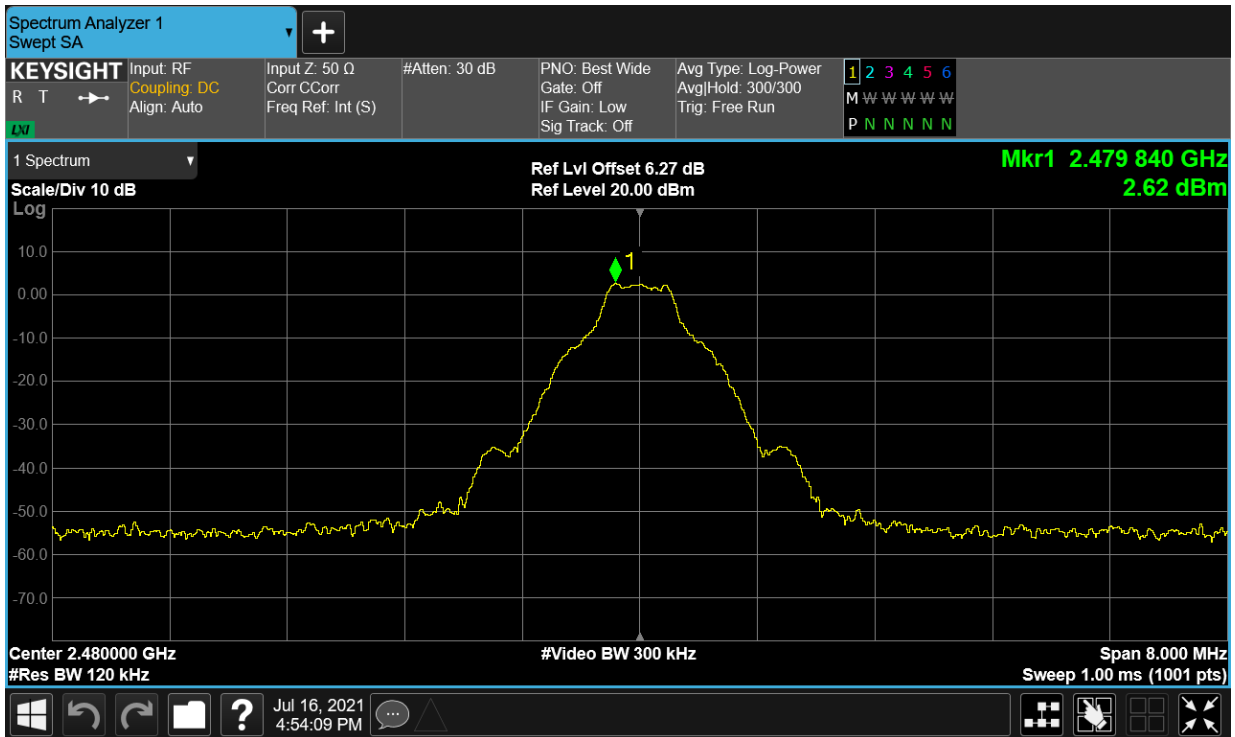 Spectrum Analyzer 1
Swept SA
+
KEYSIGHT
R T
LXI
Input: RF
Coupling: DC
Align: Auto
Input Z: 50 Ω
Corr CCorr
Freq Ref: Int (S)
#Atten: 30 dB
PNO: Best Wide
Gate: Off
IF Gain: Low
Sig Track: Off
Avg Type: Log-Power
Avg|Hold: 300/300
Trig: Free Run
1 2 3 4 5 6
M W W W W W
P N N N N N
1 Spectrum
Scale/Div 10 dB
Log
Ref Lvl Offset 6.27 dB
Ref Level 20.00 dBm
Mkr1 2.479 840 GHz
2.62 dBm
10.0
0.00
-10.0
-20.0
-30.0
-40.0
-50.0
-60.0
-70.0
1
Center 2.480000 GHz
#Res BW 120 kHz
#Video BW 300 kHz
Span 8.000 MHz
Sweep 1.00 ms (1001 pts)
?
Jul 16, 2021
4:54:09 PM